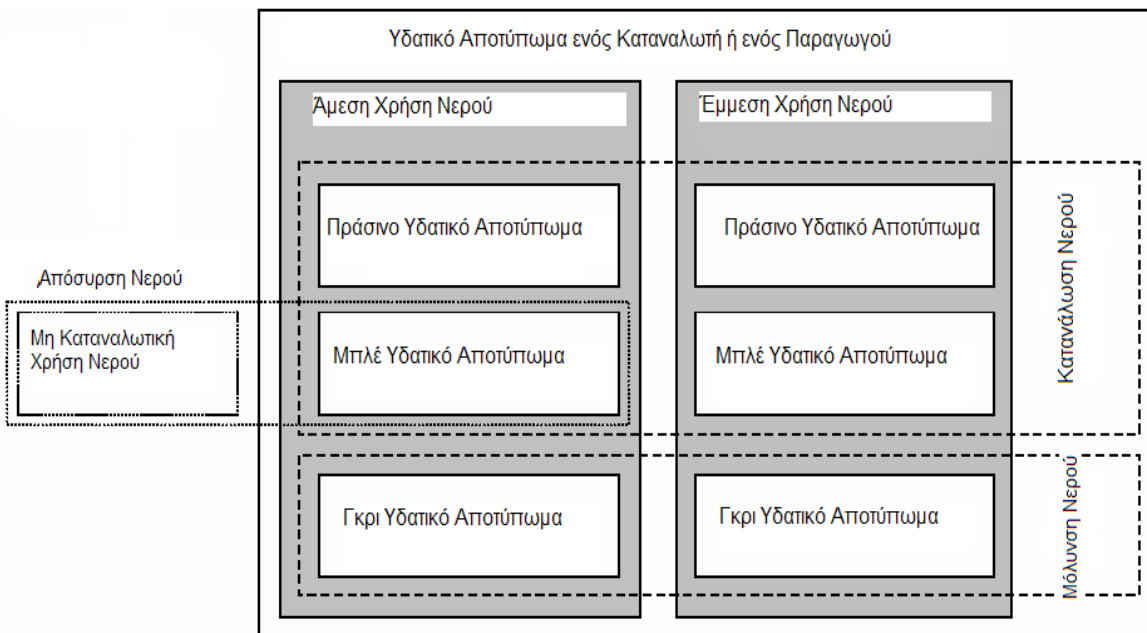 Υδατικό Αποτύπωμα ενός Καταναλωτή ή ενός Παραγωγού
Άμεση Χρήση Νερού
Έμμεση Χρήση Νερού
Πράσινο Υδατικό Αποτύπωμα
Πράσινο Υδατικό Αποτύπωμα
Κατανάλωση Νερού
Απόσυρση Νερού
Μη Καταναλωτική
Χρήση Νερού
Μπλέ Υδατικό Αποτύπωμα
Μπλέ Υδατικό Αποτύπωμα
Γκρι Υδατικό Αποτύπωμα
Γκρι Υδατικό Αποτύπωμα
Μόλυνση Νερού